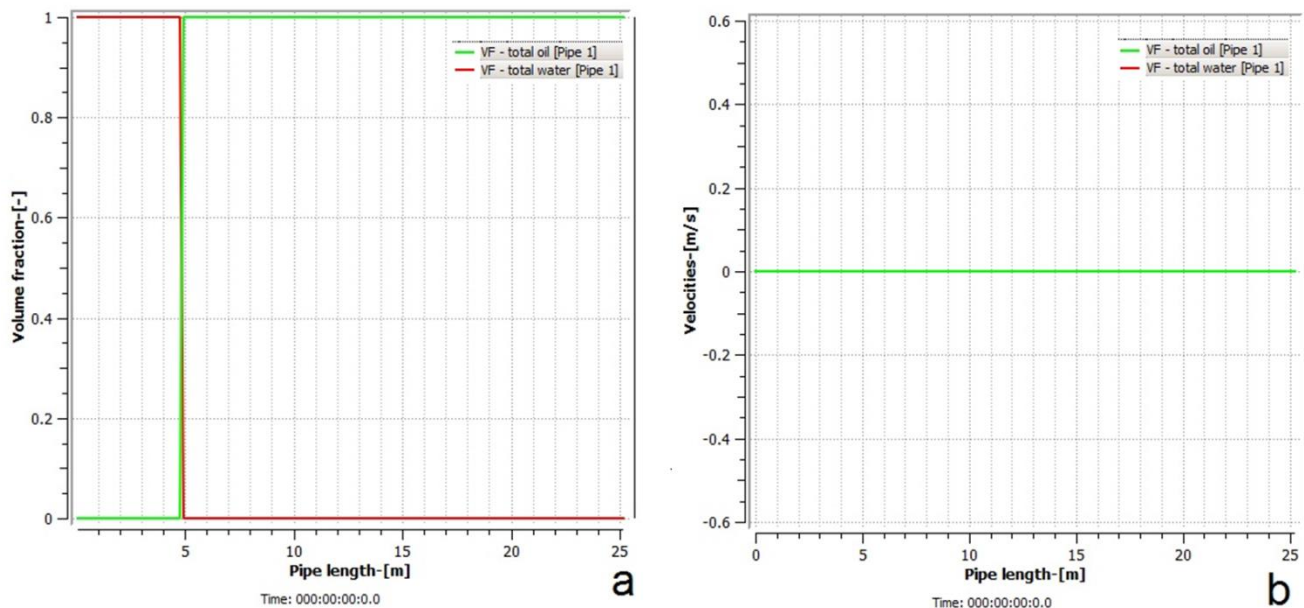 1
0.8
0.6
0.4
0.2
0
Volume fraction-[-]
VF - total oil [Pipe 1]
VF - total water [Pipe 1]
5
10
15
20
25
Pipe length-[m]
Time: 000:00:00:0.0
a
0.6
0.4
0.2
0
-0.2
-0.4
-0.6
Velocities-[m/s]
VF - total oil [Pipe 1]
VF - total water [Pipe 1]
0
5
10
15
20
25
Pipe length-[m]
Time: 000:00:00:0.0
b